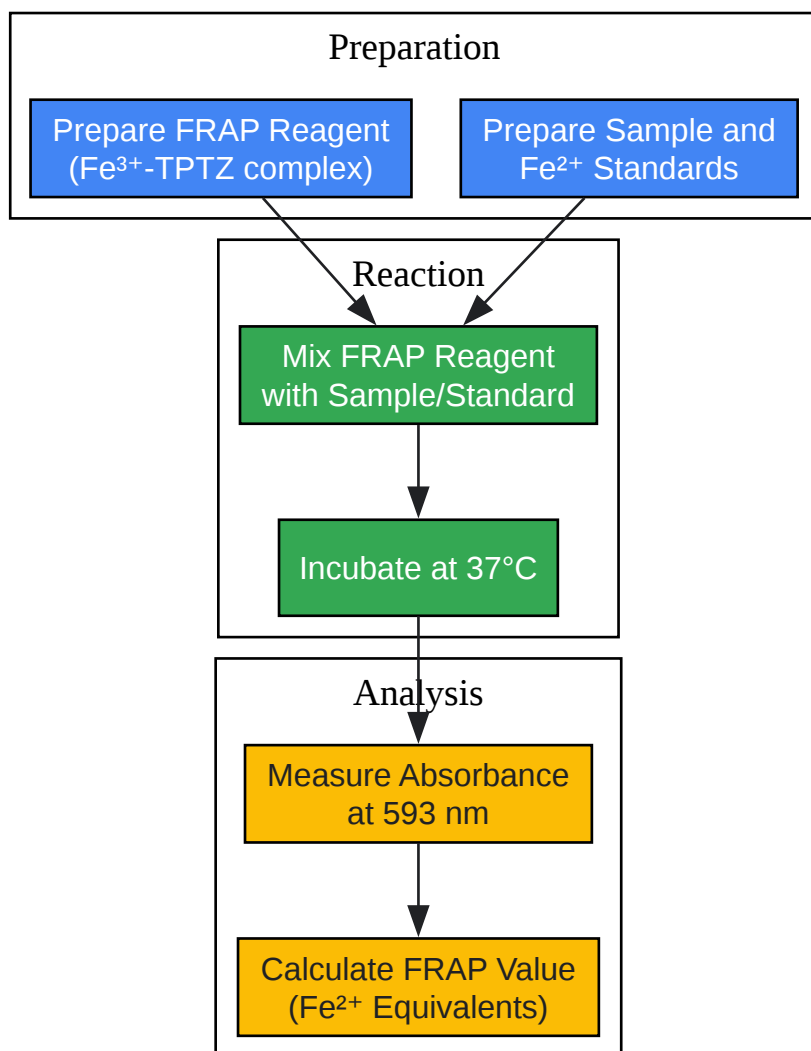 Preparation
Prepare FRAP Reagent
(Fe³⁺-TPTZ complex)
Prepare Sample and
Fe²⁺ Standards
Reaction
Mix FRAP Reagent
with Sample/Standard
Incubate at 37°C
Analysis
Measure Absorbance
at 593 nm
Calculate FRAP Value
(Fe²⁺ Equivalents)